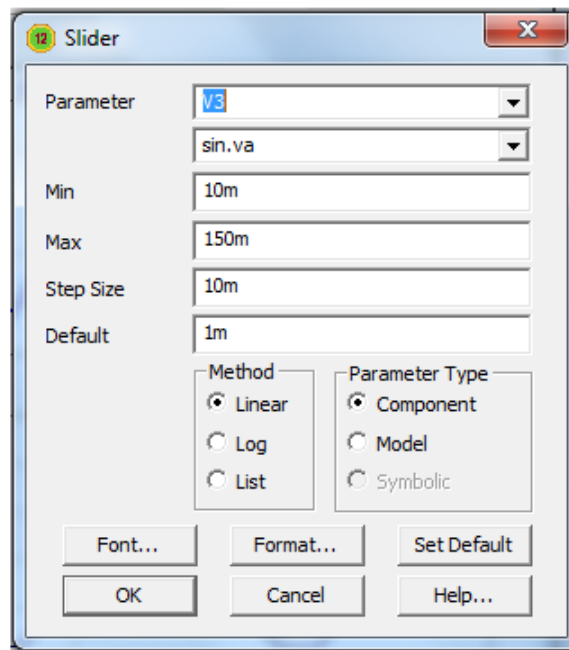 12 Slider
Parameter V3
sin.va
Min 10m
Max 150m
Step Size 10m
Default 1m
Method Parameter Type
Linear Component
Log Model
List Symbolic
Font... Format... Set Default
OK Cancel Help...